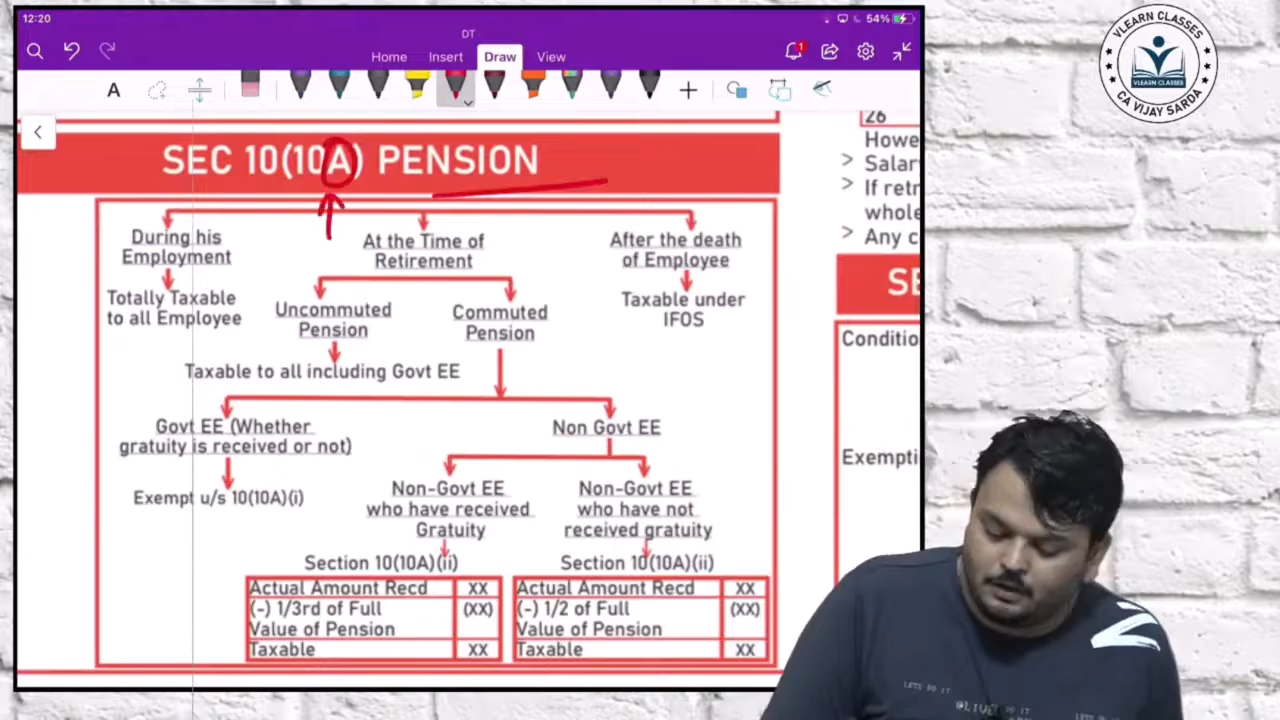 12:20
54%
DT
Home Insert Draw View
1
A
VLEARN CLASSES
VLEARN CLASSES
CA VIJAY SARDA
SEC 10(10A) PENSION
During his
Employment
Totally Taxable
to all Employee
At the Time of
Retirement
Uncommuted
Pension
Taxable to all including Govt EE
Commuted
Pension
After the death
of Employee
Taxable under
IFOS
Govt EE (Whether
gratuity is received or not)
Exempt u/s 10(10A)(i)
Non Govt EE
Non-Govt EE
who have received
Gratuity
Section 10(10A)(ii)
Actual Amount Recd XX
(-) 1/3rd of Full (XX)
Value of Pension
Taxable XX
Non-Govt EE
who have not
received gratuity
Section 10(10A)(ii)
Actual Amount Recd XX
(-) 1/2 of Full (XX)
Value of Pension
Taxable XX
26
Howe
> Salar
> If retr
whole
> Any c
SE
Conditio
Exempti
LETS DO IT